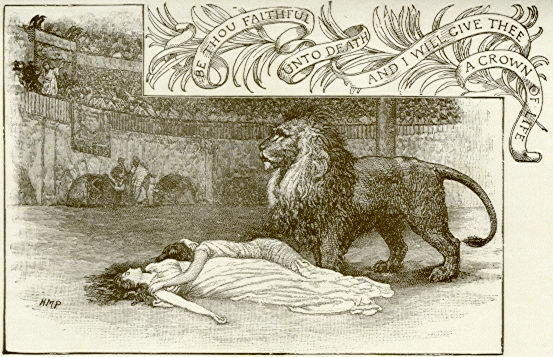 BE THOU FAITHFUL
UNTO DEATH
AND I WILL GIVE THEE
A CROWN OF LIFE
HMP